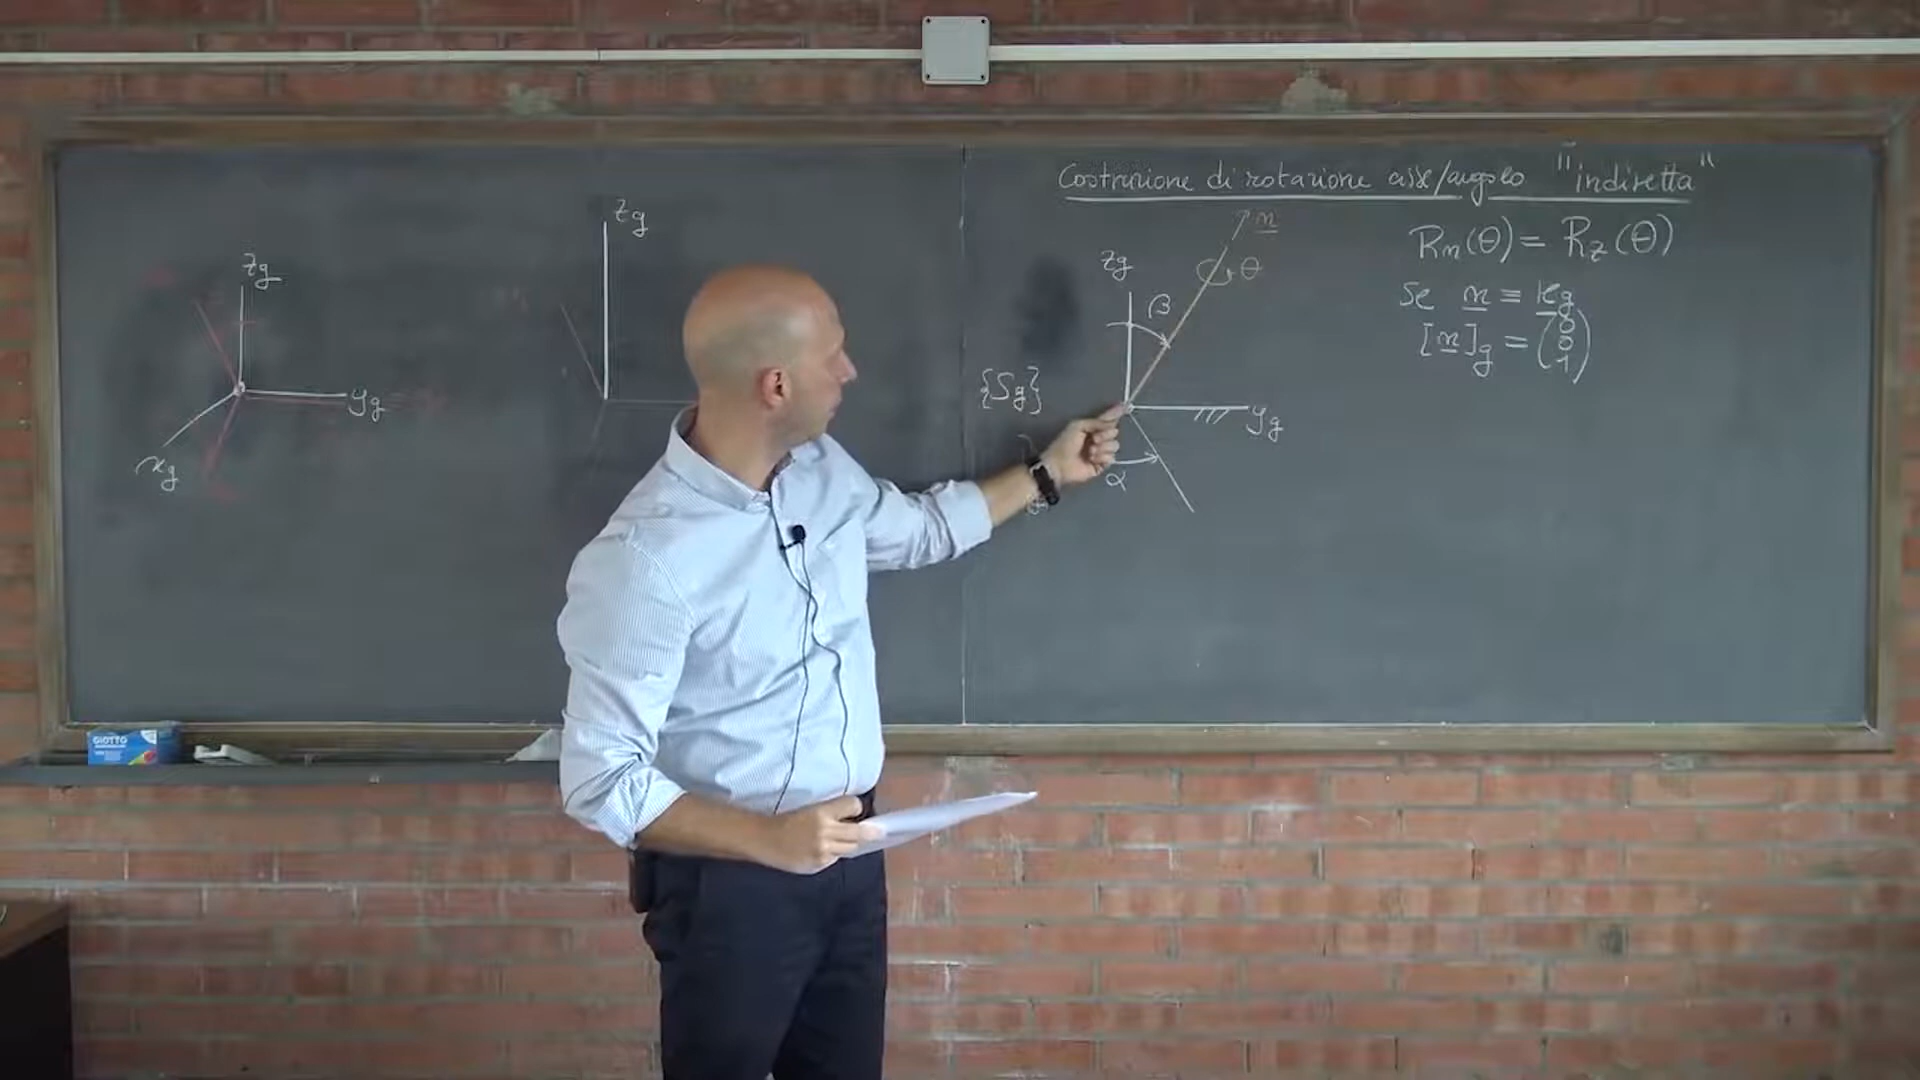 Costruzione di rotazione asse/angolo "indiretta"
Rn(θ) = Rz(θ)
Se n ≡ kg
[n]g = (0 0 1)
n
θ
zg
β
{Sg}
yg
α
zg
zg
yg
xg
GIOTTO